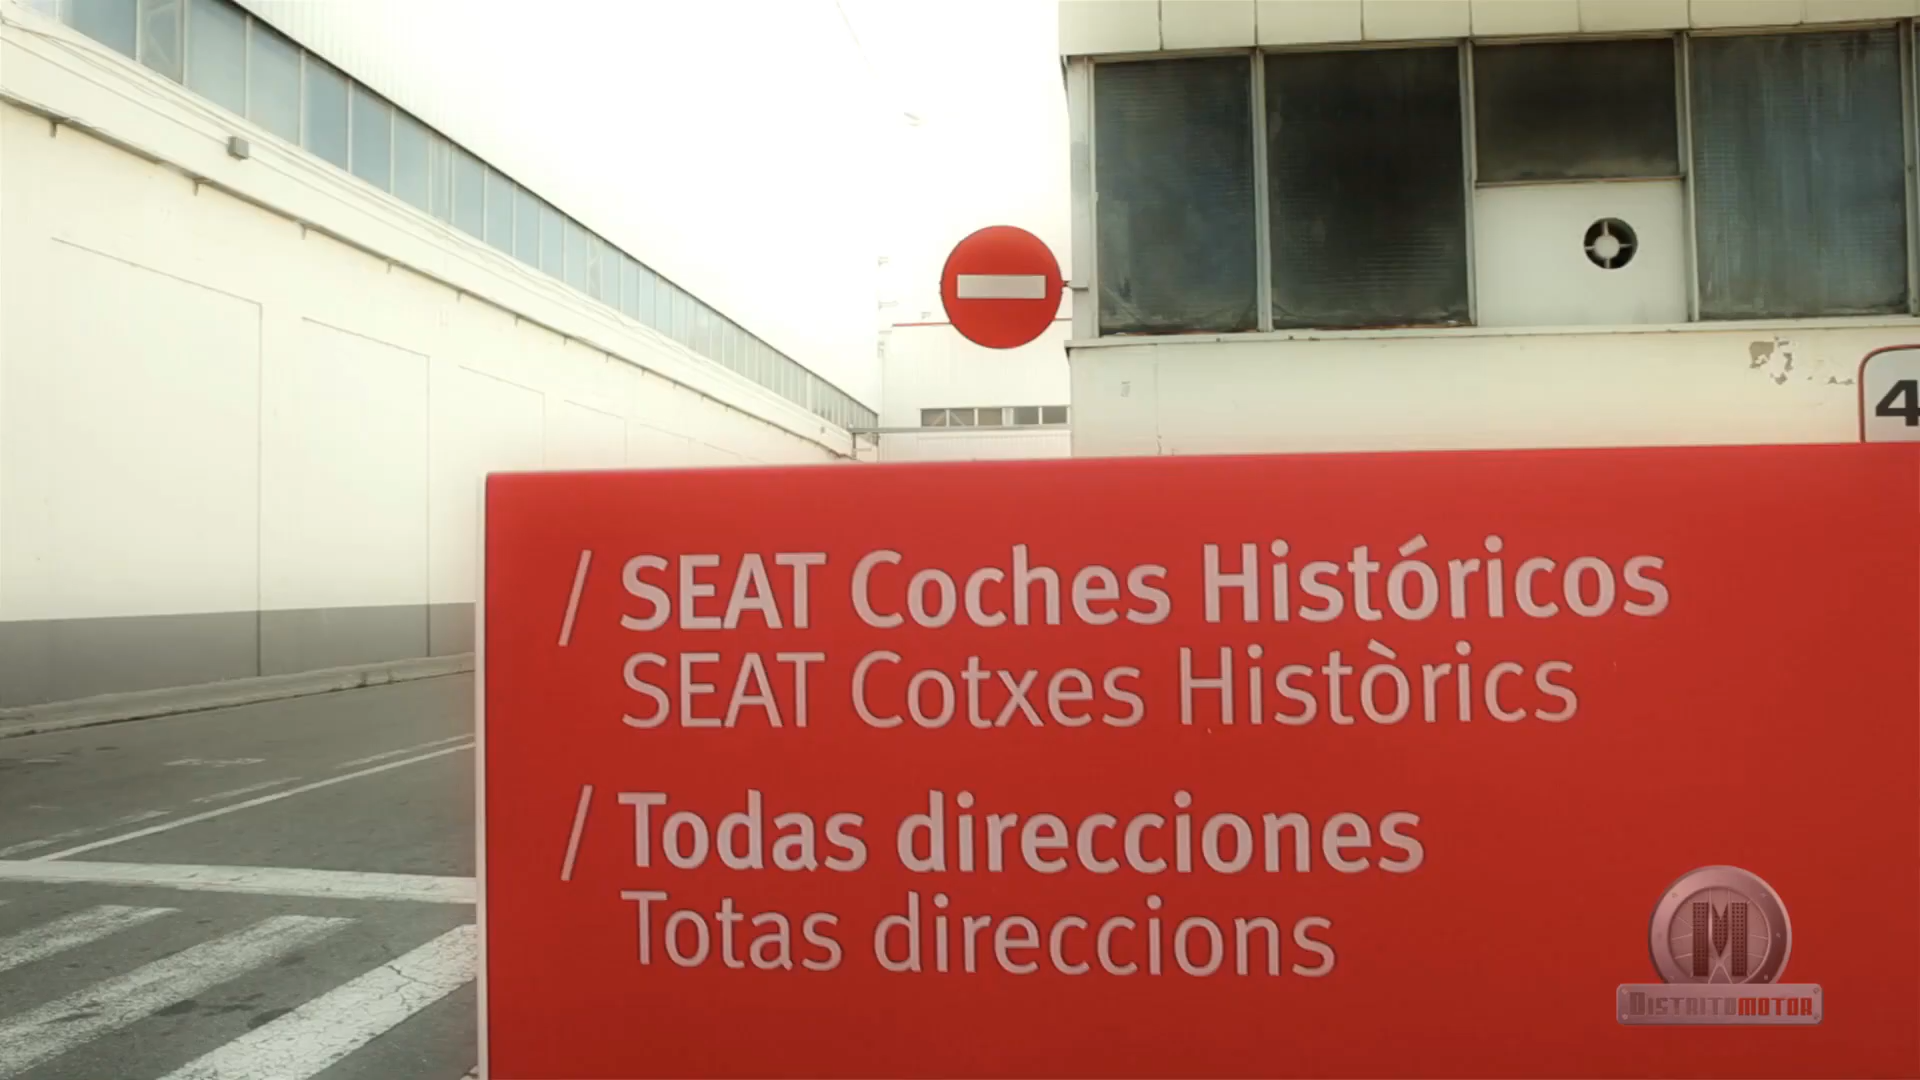 4
/ SEAT Coches Históricos
SEAT Cotxes Històrics
/ Todas direcciones
Totas direccions
M
DISTRITOMOTOR